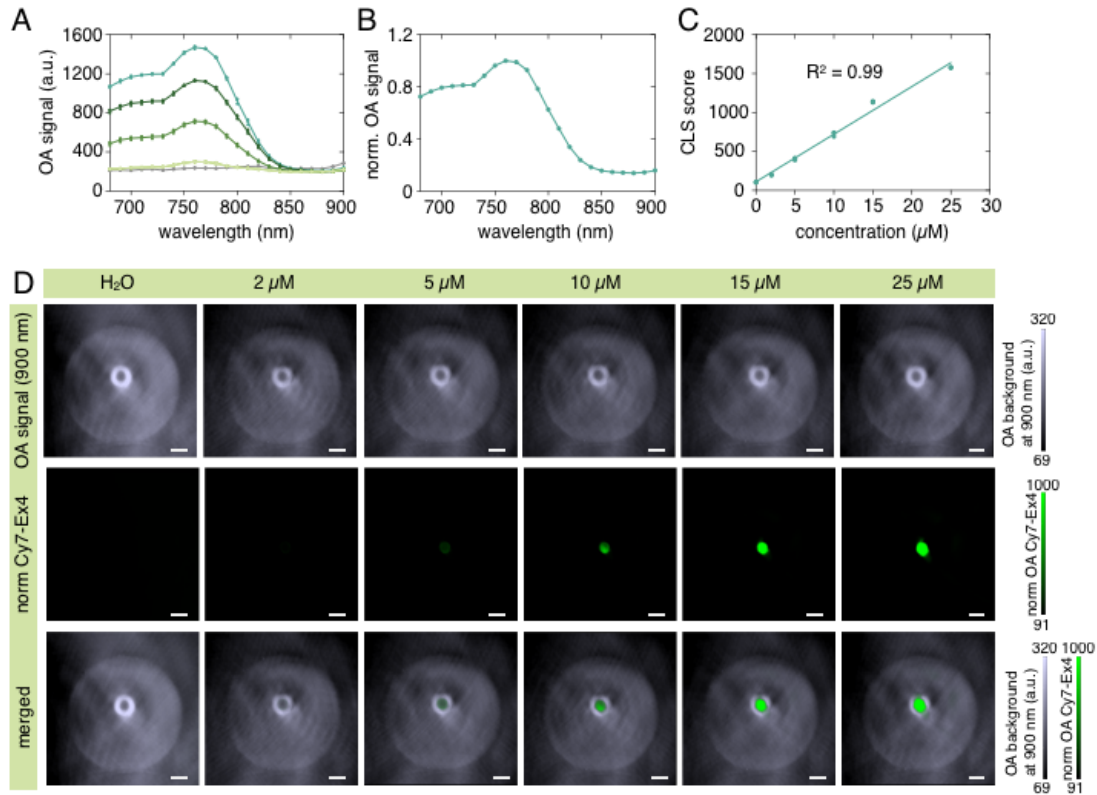 A
OA signal (a.u.)
1600
1200
800
400
0
700 750 800 850 900
wavelength (nm)
B
norm. OA signal
1.2
0.8
0.4
0
700 750 800 850 900
wavelength (nm)
C
CLS score
2000
1500
1000
500
0
R² = 0.99
0 5 10 15 20 25 30
concentration (µM)
D
H₂O 2 µM 5 µM 10 µM 15 µM 25 µM
OA signal (900 nm)
320
OA background
at 900 nm (a.u.)
69
norm Cy7-Ex4
1000
norm OA Cy7-Ex4
91
merged
320 1000
OA background
at 900 nm (a.u.)
norm OA Cy7-Ex4
69 91